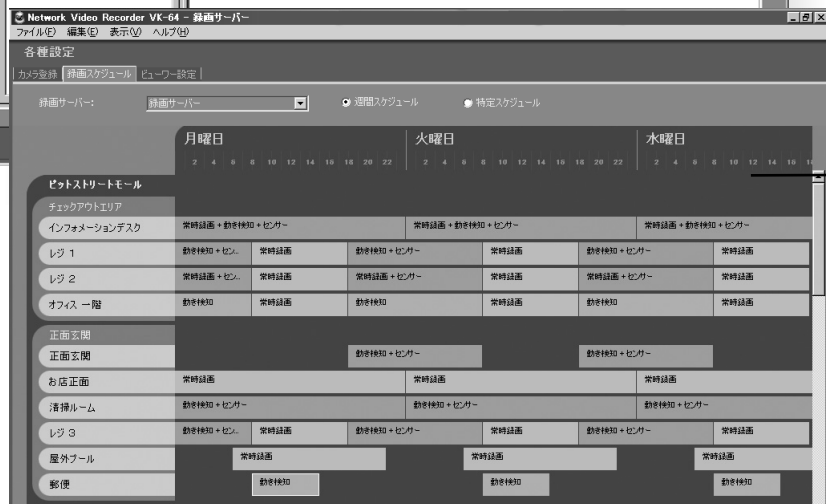 Network Video Recorder VK-64 - 録画サーバー
ファイル(F) 編集(E) 表示(V) ヘルプ(H)
各種設定
カメラ登録 録画スケジュール ビューワー設定
録画サーバー: 録画サーバー 週間スケジュール 特定スケジュール
月曜日 火曜日 水曜日
2 4 6 8 10 12 14 16 18 20 22 2 4 6 8 10 12 14 16 18 20 22 2 4 6 8 10 12 14 16
ピットストリートモール
チェックアウトエリア
インフォメーションデスク 常時録画 + 動き検知 + センサー 常時録画 + 動き検知 + センサー 常時録画 + 動き検知 + センサー
レジ 1 動き検知 + セン... 常時録画 動き検知 + センサー 常時録画 動き検知 + センサー 常時録画
レジ 2 常時録画 + セン... 常時録画 常時録画 + センサー 常時録画 常時録画 + センサー 常時録画
オフィス 一階 動き検知 常時録画 動き検知 常時録画 動き検知 常時録画
正面玄関
正面玄関 動き検知 + センサー 動き検知 + センサー
お店正面 常時録画 常時録画 常時録画
清掃ルーム 動き検知 + センサー 動き検知 + センサー 動き検知 + センサー
レジ 3 動き検知 + セン... 常時録画 動き検知 + センサー 常時録画 動き検知 + センサー 常時録画
屋外プール 常時録画 常時録画 常時録画
郵便 動き検知 動き検知 動き検知